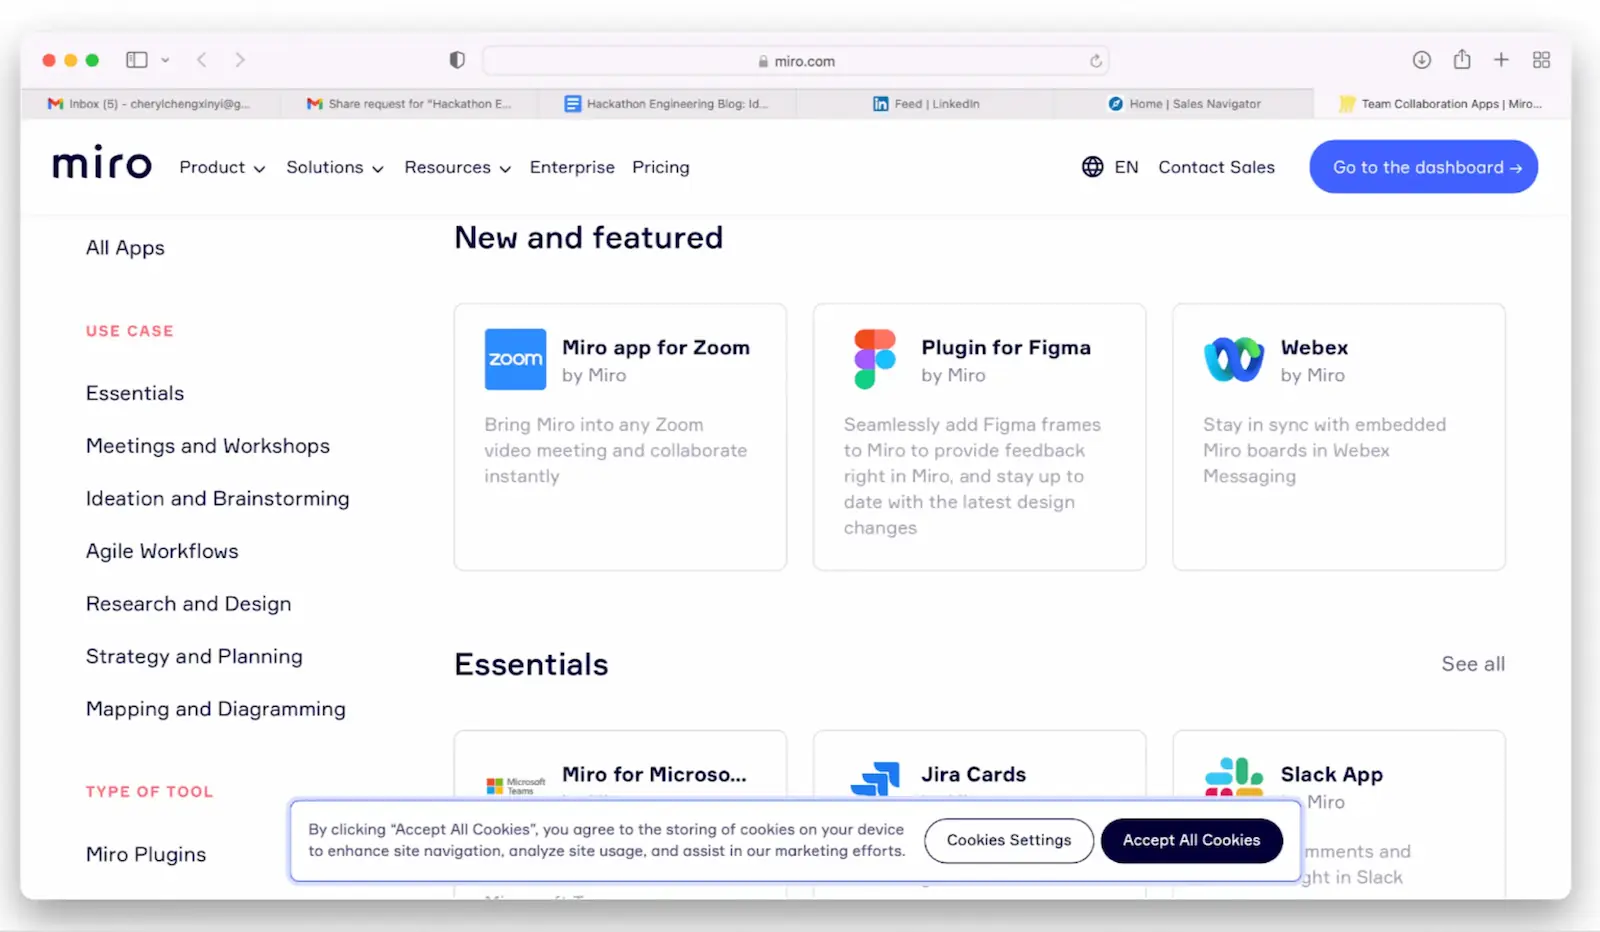 miro.com
Inbox (5) – cherylchengxinyi@g...
Share request for "Hackathon E...
Hackathon Engineering Blog: Id...
Feed | LinkedIn
Home | Sales Navigator
Team Collaboration Apps | Miro...
miro
Product
Solutions
Resources
Enterprise
Pricing
EN
Contact Sales
Go to the dashboard →
All Apps
USE CASE
Essentials
Meetings and Workshops
Ideation and Brainstorming
Agile Workflows
Research and Design
Strategy and Planning
Mapping and Diagramming
TYPE OF TOOL
Miro Plugins
New and featured
zoom
Miro app for Zoom
by Miro
Bring Miro into any Zoom
video meeting and collaborate
instantly
Plugin for Figma
by Miro
Seamlessly add Figma frames
to Miro to provide feedback
right in Miro, and stay up to
date with the latest design
changes
Webex
by Miro
Stay in sync with embedded
Miro boards in Webex
Messaging
Essentials
See all
Microsoft
Teams
Miro for Microso...
Jira Cards
Slack App
Miro
mments and
ght in Slack
By clicking “Accept All Cookies”, you agree to the storing of cookies on your device
to enhance site navigation, analyze site usage, and assist in our marketing efforts.
Cookies Settings
Accept All Cookies